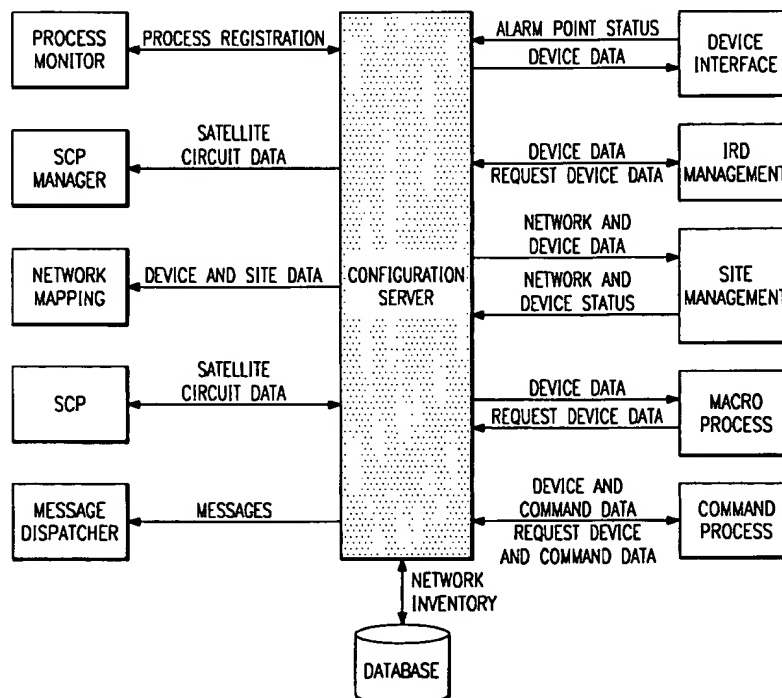 PROCESS
MONITOR
PROCESS REGISTRATION
SCP
MANAGER
SATELLITE
CIRCUIT DATA
NETWORK
MAPPING
DEVICE AND SITE DATA
SCP
SATELLITE
CIRCUIT DATA
MESSAGE
DISPATCHER
MESSAGES
CONFIGURATION
SERVER
ALARM POINT STATUS
DEVICE DATA
DEVICE
INTERFACE
DEVICE DATA
REQUEST DEVICE DATA
IRD
MANAGEMENT
NETWORK AND
DEVICE DATA
NETWORK AND
DEVICE STATUS
SITE
MANAGEMENT
DEVICE DATA
REQUEST DEVICE DATA
MACRO
PROCESS
DEVICE AND
COMMAND DATA
REQUEST DEVICE
AND COMMAND DATA
COMMAND
PROCESS
NETWORK
INVENTORY
DATABASE